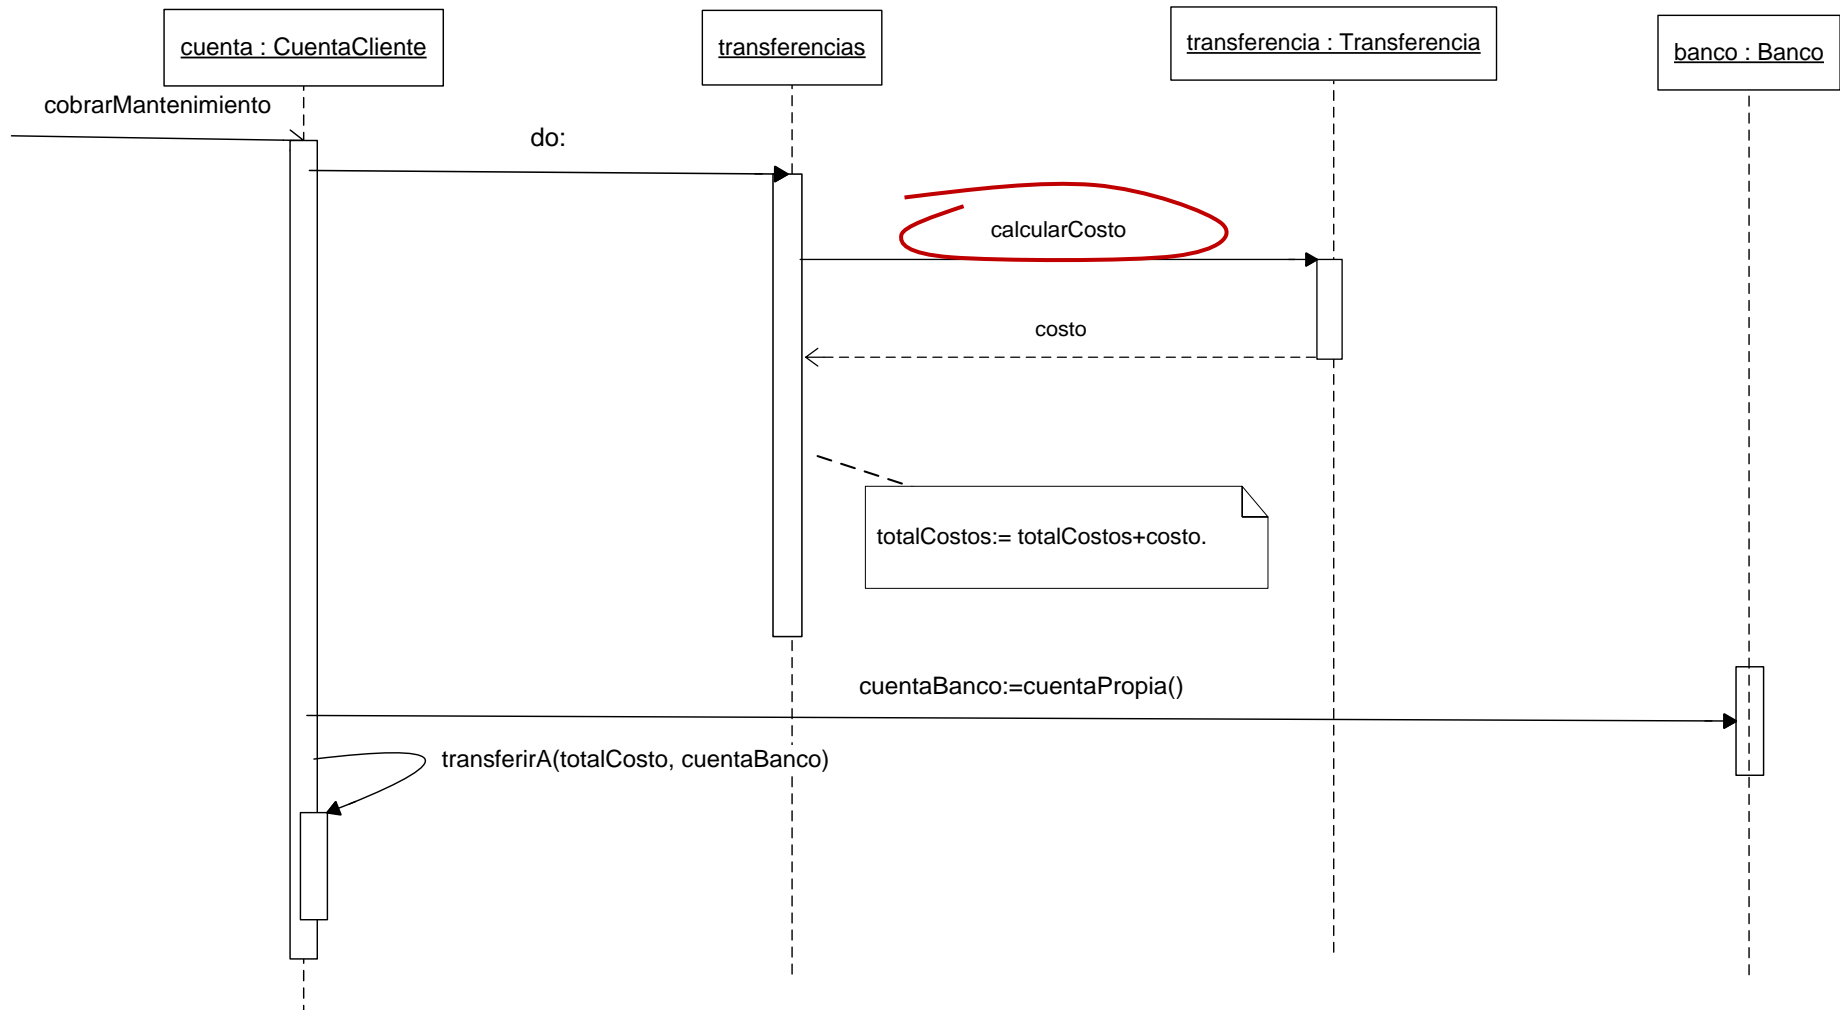 cuenta : CuentaCliente
transferencias
transferencia : Transferencia
banco : Banco
cobrarMantenimiento
do:
calcularCosto
costo
totalCostos:= totalCostos+costo.
cuentaBanco:=cuentaPropia()
transferirA(totalCosto, cuentaBanco)